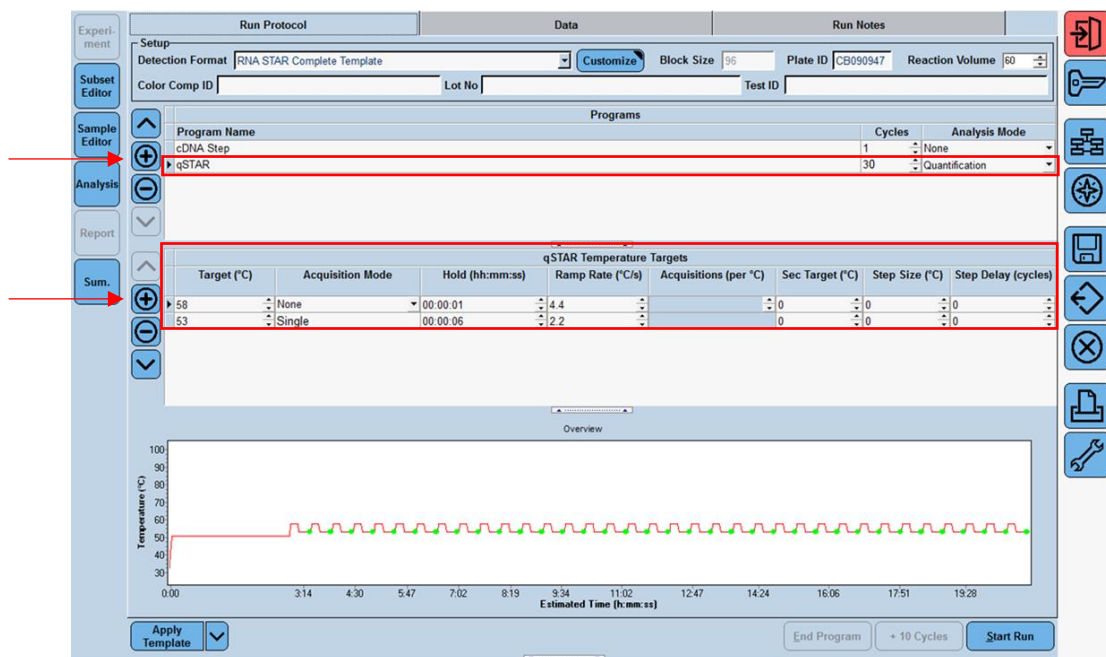 Experi-
ment
Subset
Editor
Sample
Editor
Analysis
Report
Sum.
Run Protocol Data Run Notes
Setup
Detection Format RNA STAR Complete Template Customize Block Size 96 Plate ID CB090947 Reaction Volume 60
Color Comp ID Lot No Test ID
Programs
Program Name Cycles Analysis Mode
cDNA Step 1 None
qSTAR 30 Quantification
qSTAR Temperature Targets
Target (°C) Acquisition Mode Hold (hh:mm:ss) Ramp Rate (°C/s) Acquisitions (per °C) Sec Target (°C) Step Size (°C) Step Delay (cycles)
58 None 00:00:01 4.4 0 0 0
53 Single 00:00:06 2.2 0 0 0
Overview
Temperature (°C)
100
90
80
70
60
50
40
30
0:00 3:14 4:30 5:47 7:02 8:19 9:34 11:02 12:47 14:24 16:06 17:51 19:28
Estimated Time (h:mm:ss)
Apply
Template
End Program + 10 Cycles Start Run